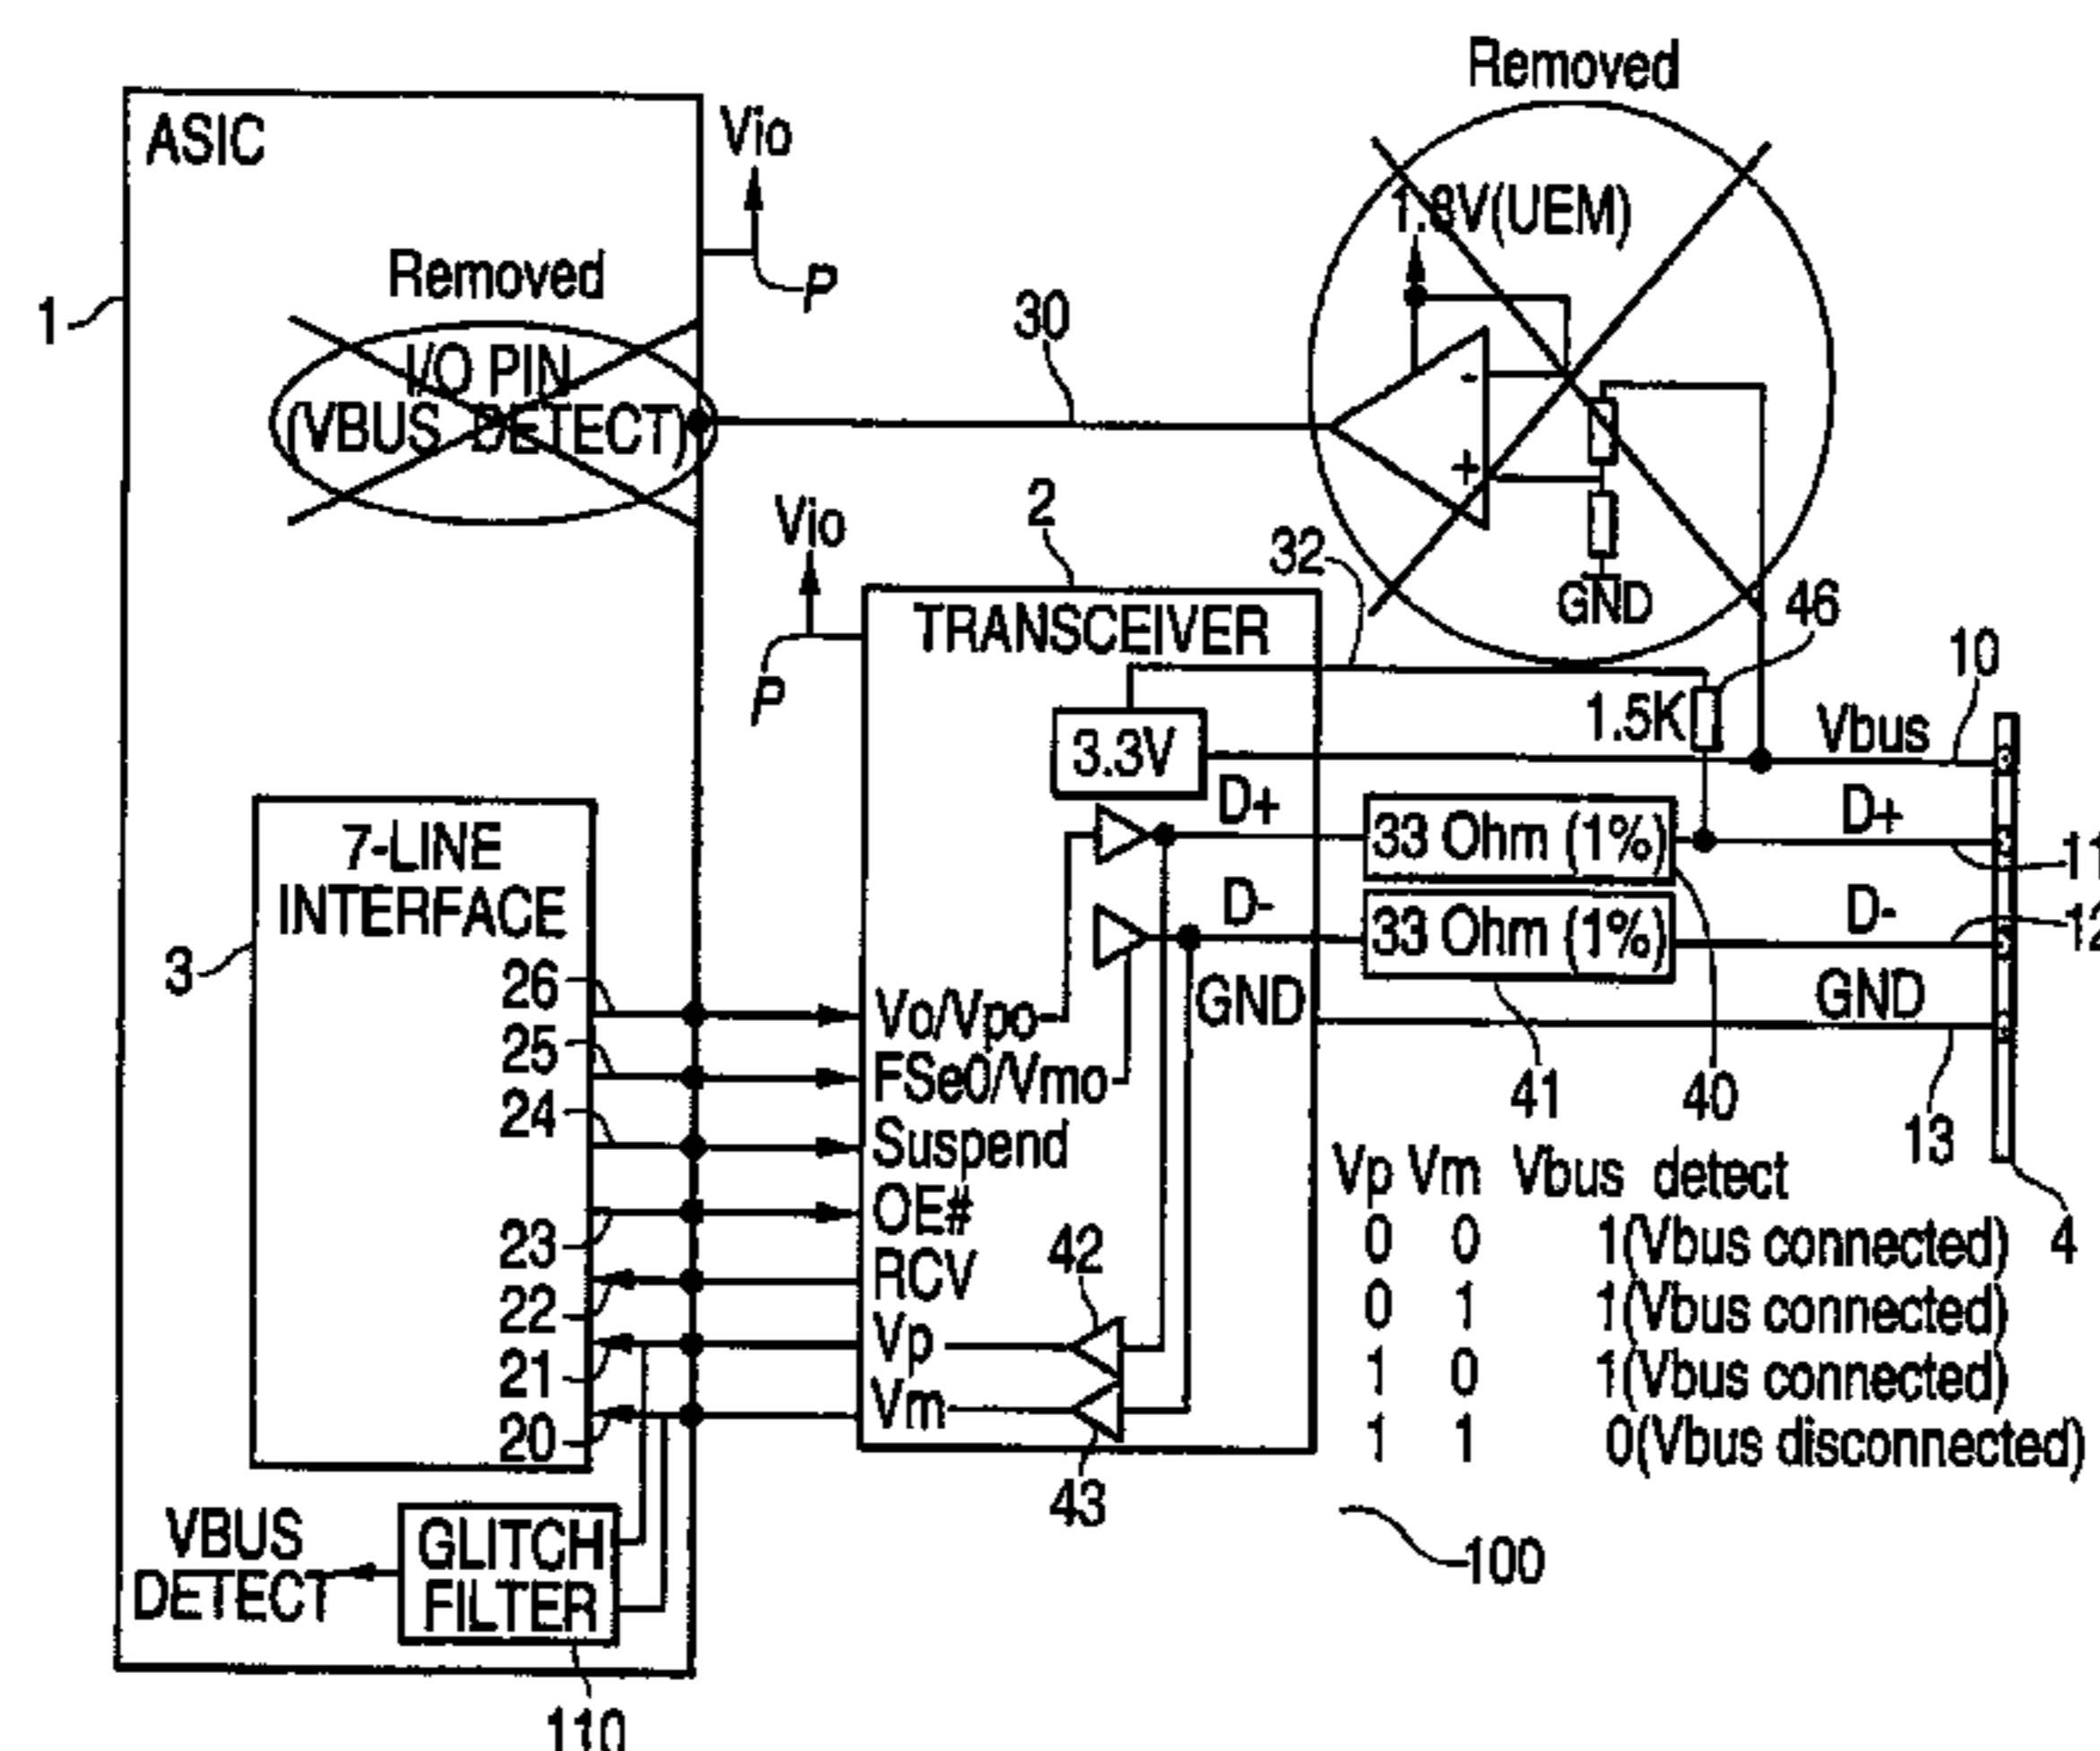 Removed
ASIC
Vio
1.8V(UEM)
Removed
P
1
30
I/O PIN
(VBUS DETECT)
-
+
Vio
2
32
GND
46
TRANSCEIVER
P
10
1.5K
Vbus
3.3V
D+
33 Ohm (1%)
D+
11
7-LINE
INTERFACE
D-
33 Ohm (1%)
D-
12
3
GND
GND
26
Vo/Vpo
25
FSe0/Vmo
41
40
13
24
Suspend
Vp Vm Vbus detect
23
OE#
42
0 0 1(Vbus connected)
4
22
RCV
0 1 1(Vbus connected)
21
Vp
1 0 1(Vbus connected)
20
Vm
1 1 0(Vbus disconnected)
43
VBUS
DETECT
GLITCH
FILTER
100
110